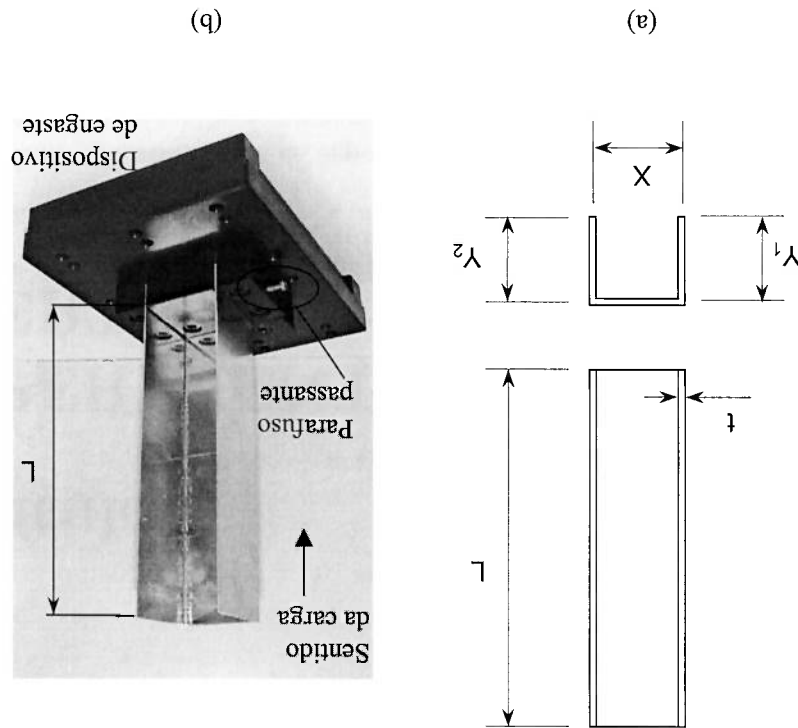 L
t
Y₁
Y₂
X
(a)
Sentido
da carga
L
Parafuso
passante
Dispositivo
de engaste
(b)